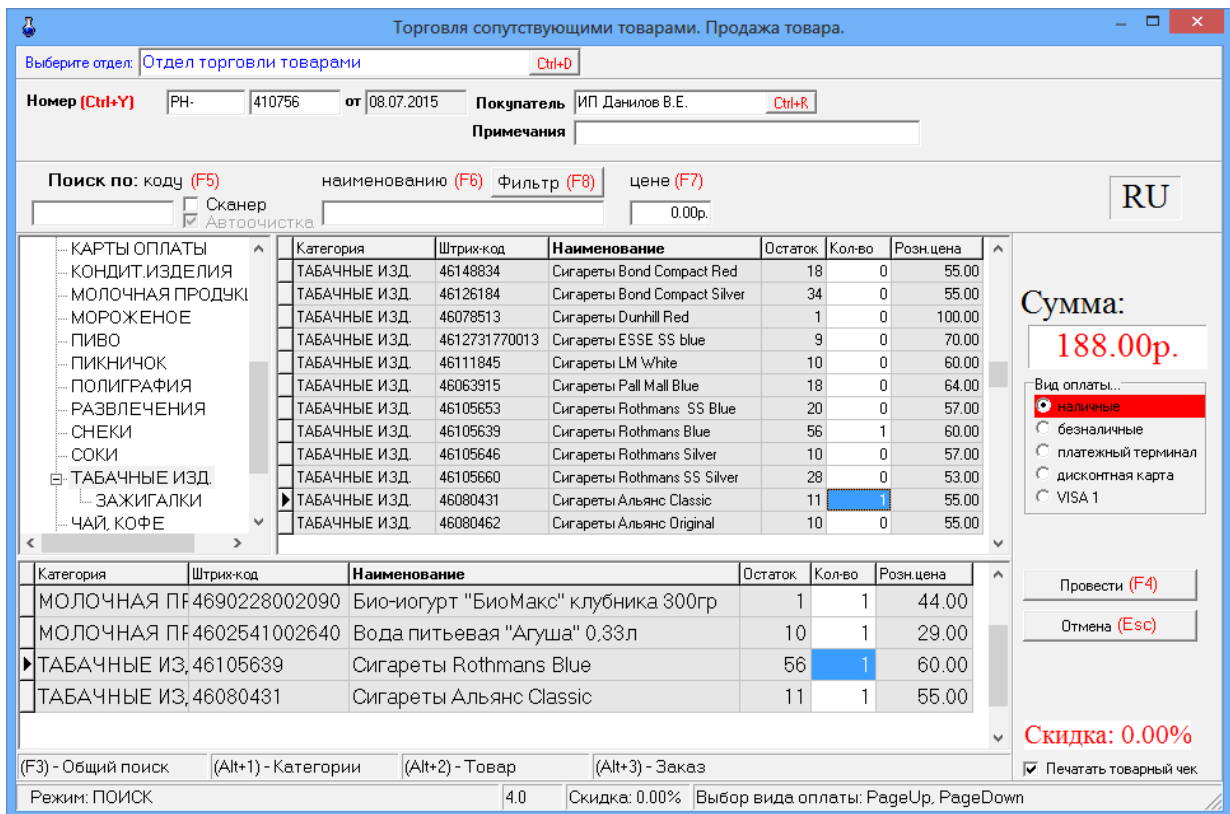 Торговля сопутствующими товарами. Продажа товара.
Выберите отдел: Отдел торговли товарами Ctrl+D
Номер (Ctrl+Y) РН- 410756 от 08.07.2015 Покупатель ИП Данилов В.Е. Ctrl+R
Примечания
Поиск по: коду (F5) наименованию (F6) Фильтр (F8) цене (F7)
Сканер
Автоочистка
0.00р.
RU
КАРТЫ ОПЛАТЫ
КОНДИТ.ИЗДЕЛИЯ
МОЛОЧНАЯ ПРОДУКЦ
МОРОЖЕНОЕ
ПИВО
ПИКНИЧОК
ПОЛИГРАФИЯ
РАЗВЛЕЧЕНИЯ
СНЕКИ
СОКИ
ТАБАЧНЫЕ ИЗД.
ЗАЖИГАЛКИ
ЧАЙ, КОФЕ
Категория Штрих-код Наименование Остаток Кол-во Розн.цена
ТАБАЧНЫЕ ИЗД. 46148834 Сигареты Bond Compact Red 18 0 55.00
ТАБАЧНЫЕ ИЗД. 46126184 Сигареты Bond Compact Silver 34 0 55.00
ТАБАЧНЫЕ ИЗД. 46078513 Сигареты Dunhill Red 1 0 100.00
ТАБАЧНЫЕ ИЗД. 4612731770013 Сигареты ESSE SS blue 9 0 70.00
ТАБАЧНЫЕ ИЗД. 46111845 Сигареты LM White 10 0 60.00
ТАБАЧНЫЕ ИЗД. 46063915 Сигареты Pall Mall Blue 18 0 64.00
ТАБАЧНЫЕ ИЗД. 46105653 Сигареты Rothmans SS Blue 20 0 57.00
ТАБАЧНЫЕ ИЗД. 46105639 Сигареты Rothmans Blue 56 1 60.00
ТАБАЧНЫЕ ИЗД. 46105646 Сигареты Rothmans Silver 10 0 57.00
ТАБАЧНЫЕ ИЗД. 46105660 Сигареты Rothmans SS Silver 28 0 53.00
ТАБАЧНЫЕ ИЗД. 46080431 Сигареты Альянс Classic 11 1 55.00
ТАБАЧНЫЕ ИЗД. 46080462 Сигареты Альянс Original 10 0 55.00
Сумма:
188.00р.
Вид оплаты...
наличные
безналичные
платежный терминал
дисконтная карта
VISA 1
Категория Штрих-код Наименование Остаток Кол-во Розн.цена
МОЛОЧНАЯ ПР 4690228002090 Био-иогурт "БиоМакс" клубника 300гр 1 1 44.00
МОЛОЧНАЯ ПР 4602541002640 Вода питьевая "Агуша" 0,33л 10 1 29.00
ТАБАЧНЫЕ ИЗД 46105639 Сигареты Rothmans Blue 56 1 60.00
ТАБАЧНЫЕ ИЗД 46080431 Сигареты Альянс Classic 11 1 55.00
Провести (F4)
Отмена (Esc)
Скидка: 0.00%
Печатать товарный чек
(F3) - Общий поиск (Alt+1) - Категории (Alt+2) - Товар (Alt+3) - Заказ
Режим: ПОИСК 4.0 Скидка: 0.00% Выбор вида оплаты: PageUp, PageDown